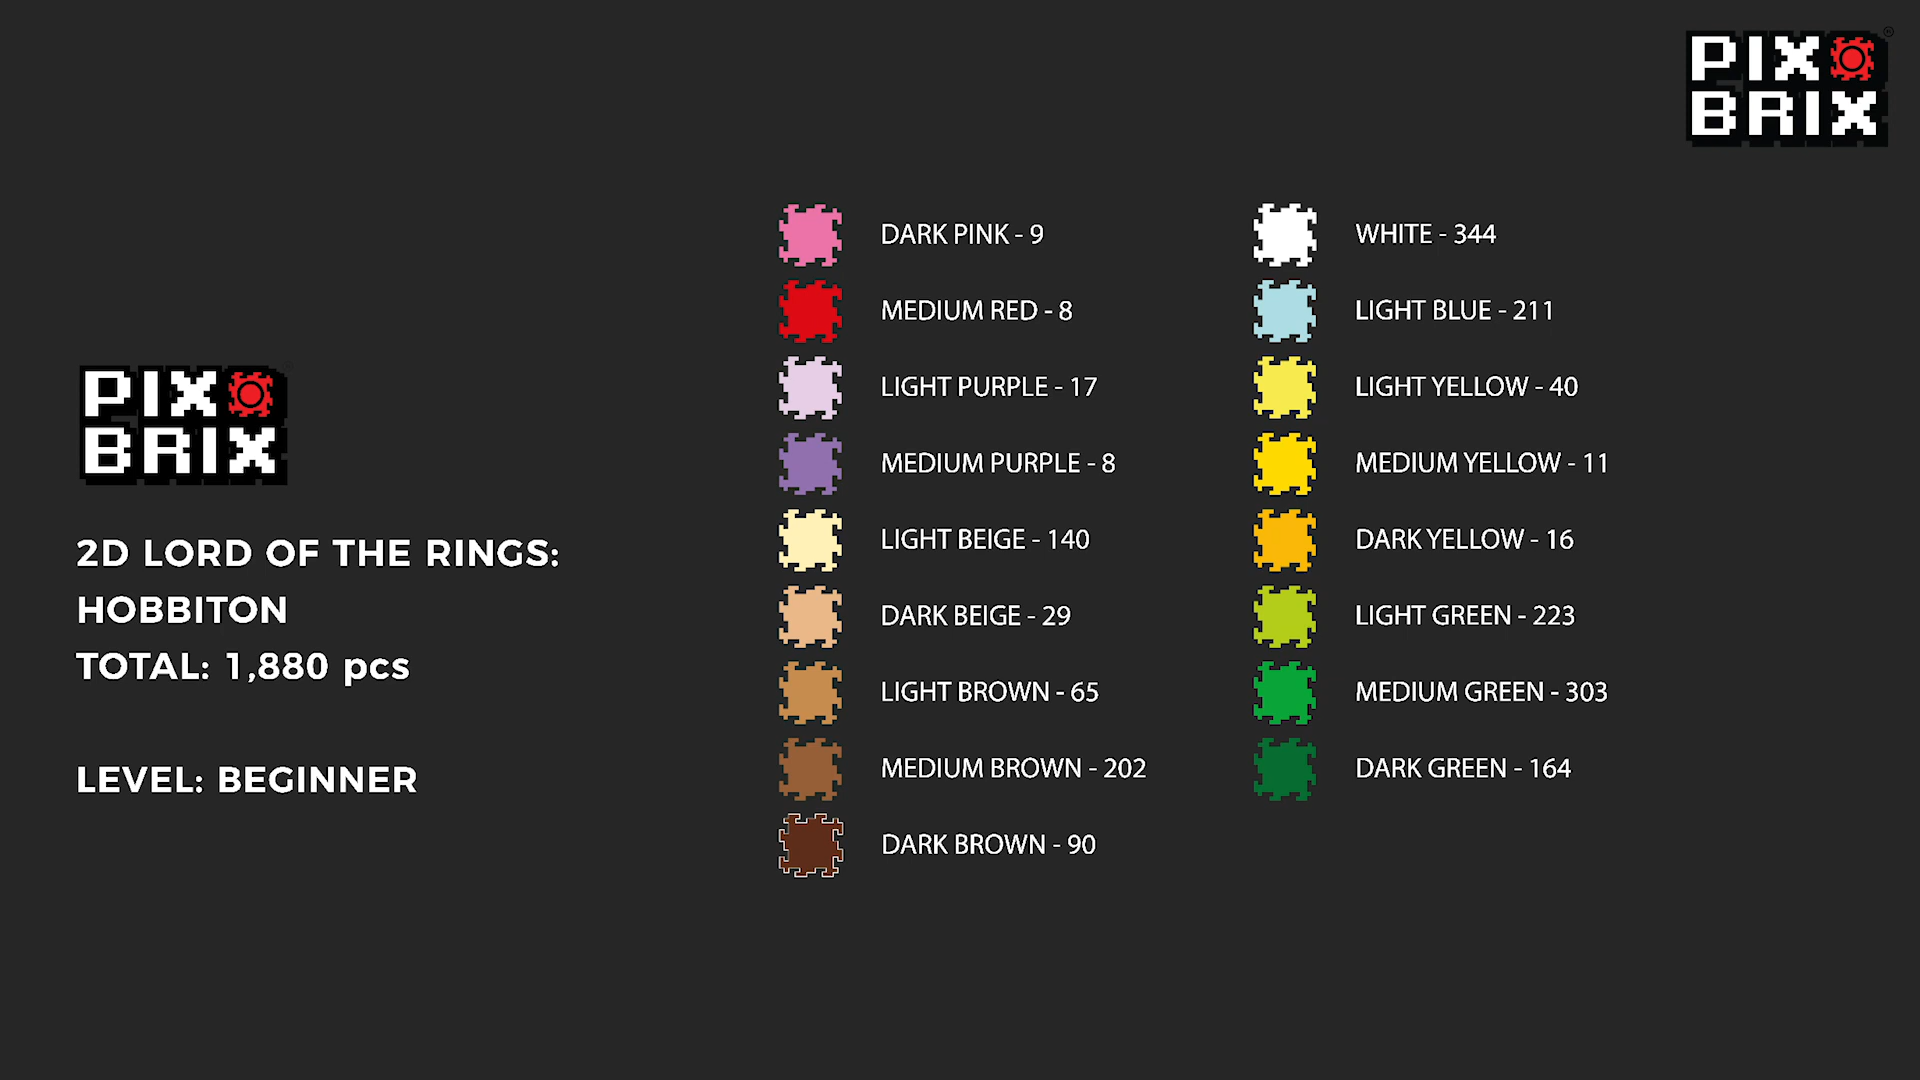 PIX
BRIX
PIX
BRIX
2D LORD OF THE RINGS:
HOBBITON
TOTAL: 1,880 pcs
LEVEL: BEGINNER
DARK PINK - 9
MEDIUM RED - 8
LIGHT PURPLE - 17
MEDIUM PURPLE - 8
LIGHT BEIGE - 140
DARK BEIGE - 29
LIGHT BROWN - 65
MEDIUM BROWN - 202
DARK BROWN - 90
WHITE - 344
LIGHT BLUE - 211
LIGHT YELLOW - 40
MEDIUM YELLOW - 11
DARK YELLOW - 16
LIGHT GREEN - 223
MEDIUM GREEN - 303
DARK GREEN - 164